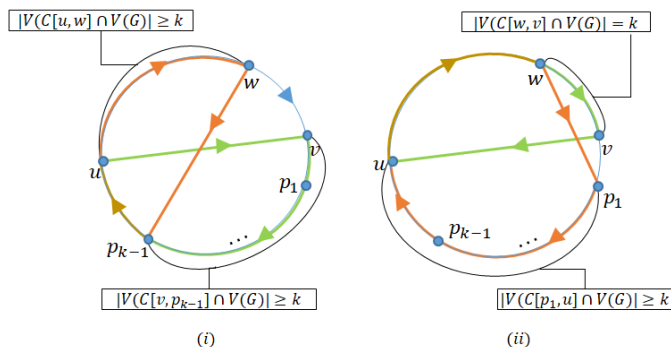 |V(C[u, w] ∩ V(G)| ≥ k
|V(C[w, v] ∩ V(G)| = k
w
w
v
v
u
u
p₁
p₁
pₖ₋₁
pₖ₋₁
...
...
|V(C[v, pₖ₋₁] ∩ V(G)| ≥ k
|V(C[p₁, u] ∩ V(G)| ≥ k
(i)
(ii)